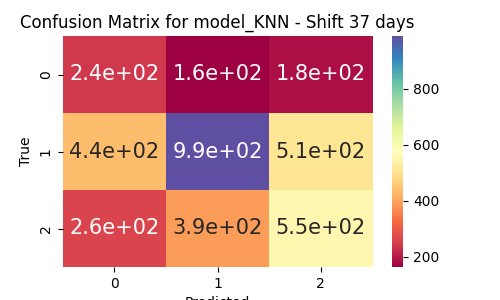 Confusion Matrix for model_KNN - Shift 37 days
0 2.4e+02 1.6e+02 1.8e+02
1 4.4e+02 9.9e+02 5.1e+02
2 2.6e+02 3.9e+02 5.5e+02
True
0 1 2
Predicted
800
600
400
200